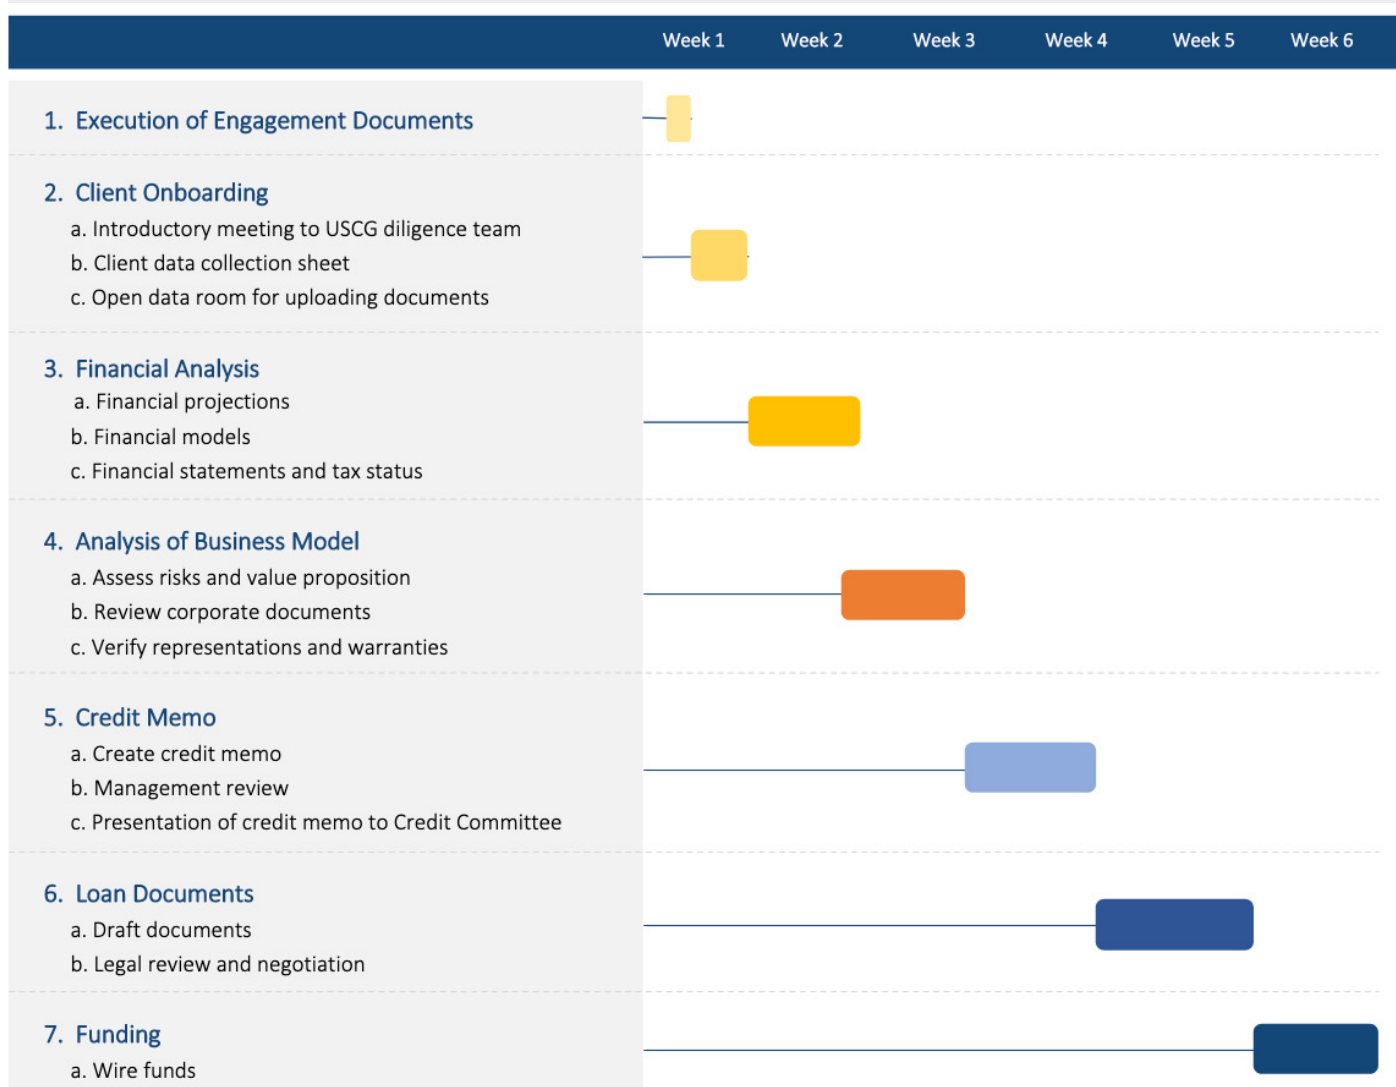 Week 1 Week 2 Week 3 Week 4 Week 5 Week 6
1. Execution of Engagement Documents
2. Client Onboarding
a. Introductory meeting to USCG diligence team
b. Client data collection sheet
c. Open data room for uploading documents
3. Financial Analysis
a. Financial projections
b. Financial models
c. Financial statements and tax status
4. Analysis of Business Model
a. Assess risks and value proposition
b. Review corporate documents
c. Verify representations and warranties
5. Credit Memo
a. Create credit memo
b. Management review
c. Presentation of credit memo to Credit Committee
6. Loan Documents
a. Draft documents
b. Legal review and negotiation
7. Funding
a. Wire funds